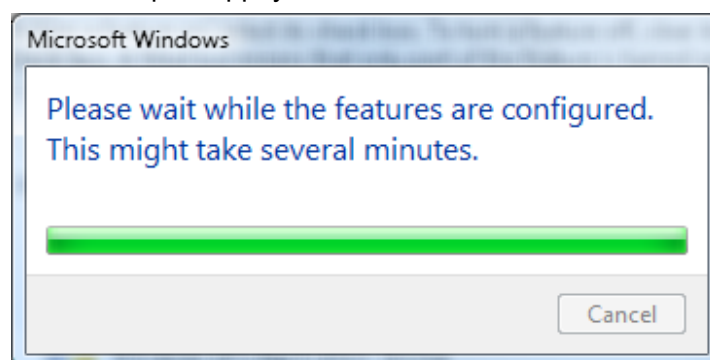 Microsoft Windows
Please wait while the features are configured.
This might take several minutes.
Cancel